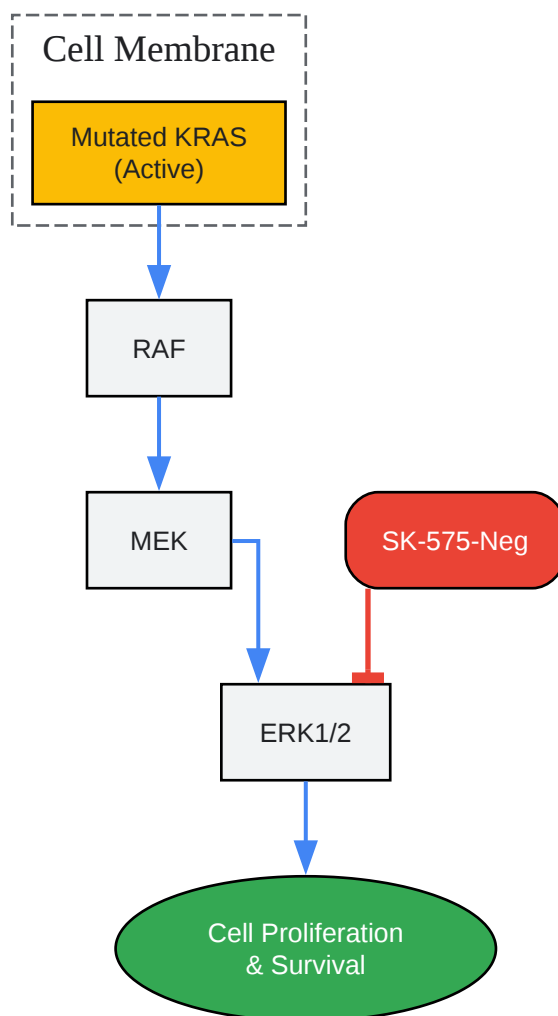 Cell Membrane
Mutated KRAS
(Active)
RAF
MEK
SK-575-Neg
ERK1/2
Cell Proliferation
& Survival